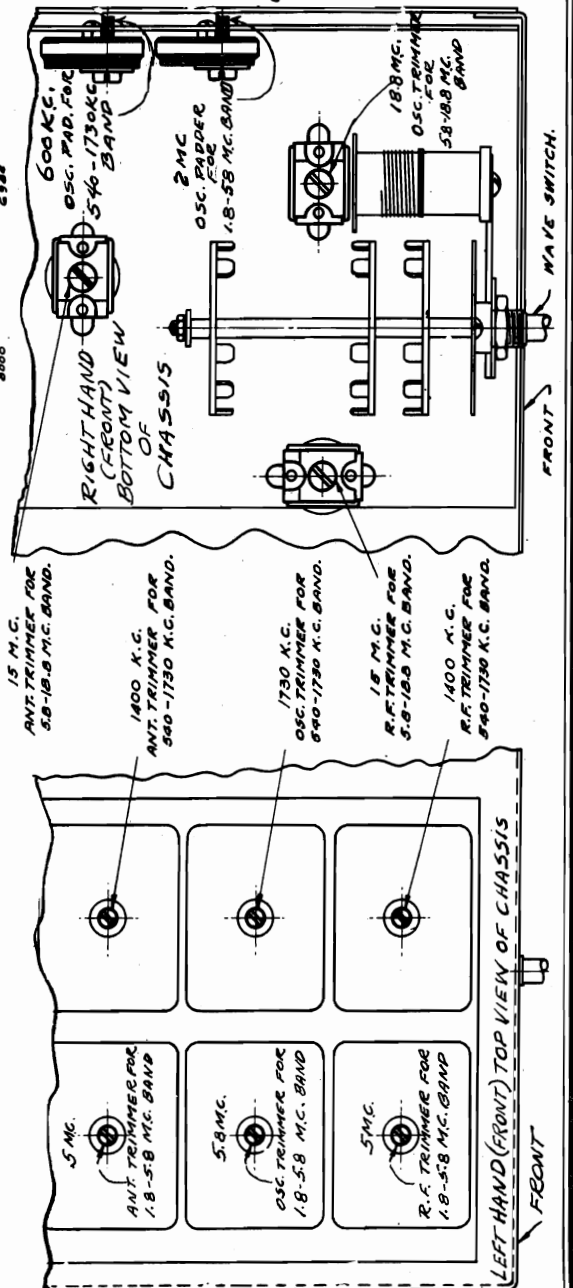 600 K.C.
OSC. PAD. FOR
540-1730KC
BAND
2 MC
OSC. PADDER
FOR
1.8-5.8 M.C. BAND
18.8 M.C.
OSC. TRIMMER
FOR
5.8-18.8 M.C.
BAND
RIGHT HAND
(FRONT)
BOTTOM VIEW
OF
CHASSIS
WAVE SWITCH.
FRONT
15 M.C.
ANT. TRIMMER FOR
5.8-18.8 M.C. BAND.
1400 K.C.
ANT. TRIMMER FOR
540-1730 K.C. BAND.
1730 K.C.
OSC. TRIMMER FOR
540-1730 K.C. BAND.
15 M.C.
R.F. TRIMMER FOR
5.8-18.8 M.C. BAND.
1400 K.C.
R.F. TRIMMER FOR
540-1730 K.C. BAND.
5 M.C.
ANT. TRIMMER FOR
1.8-5.8 M.C. BAND
5.8 M.C.
OSC. TRIMMER FOR
1.8-5.8 M.C. BAND
5 M.C.
R.F. TRIMMER FOR
1.8-5.8 M.C. BAND
LEFT HAND (FRONT) TOP VIEW OF CHASSIS
FRONT